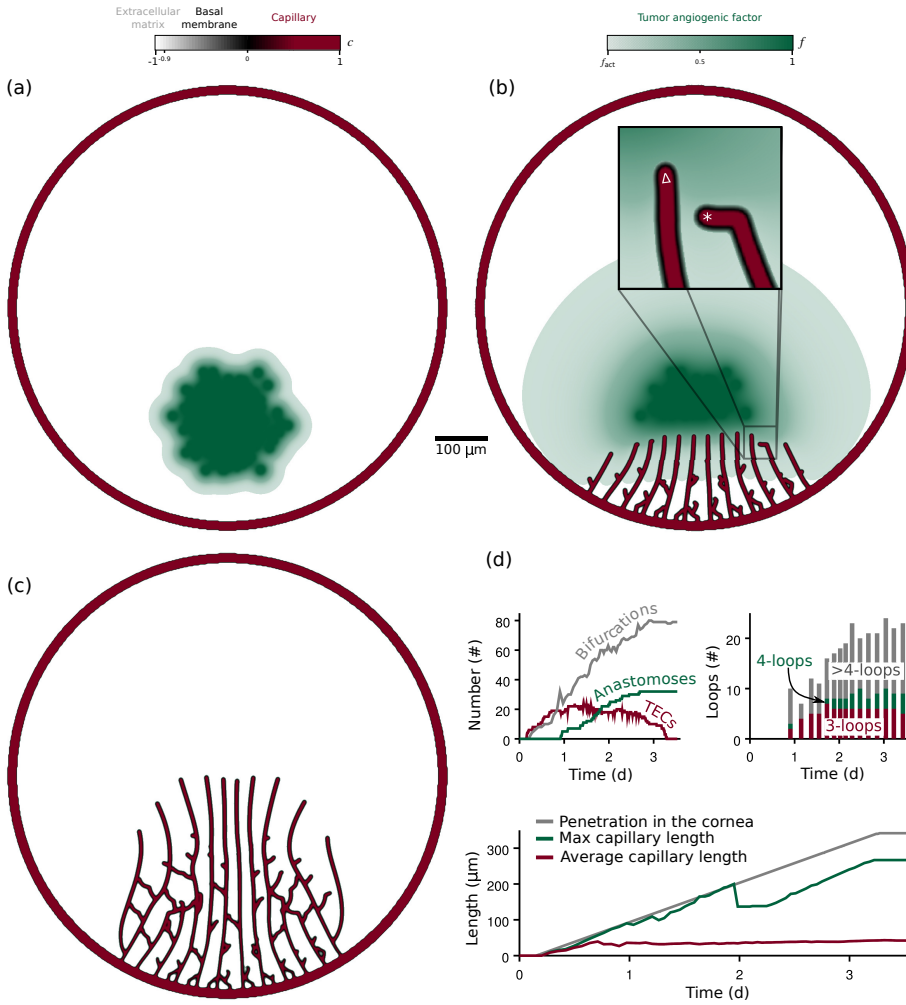 Extracellular
matrix
Basal
membrane
Capillary
c
-1
-0.9
0
1
Tumor angiogenic factor
f
fact
0.5
1
(a)
(b)
Δ
*
100 μm
(c)
(d)
Number (#)
80
60
40
20
0
Bifurcations
Anastomoses
TECs
0 1 2 3
Time (d)
Loops (#)
20
10
0
4-loops
>4-loops
3-loops
0 1 2 3
Time (d)
Length (μm)
300
200
100
0
Penetration in the cornea
Max capillary length
Average capillary length
0 1 2 3
Time (d)